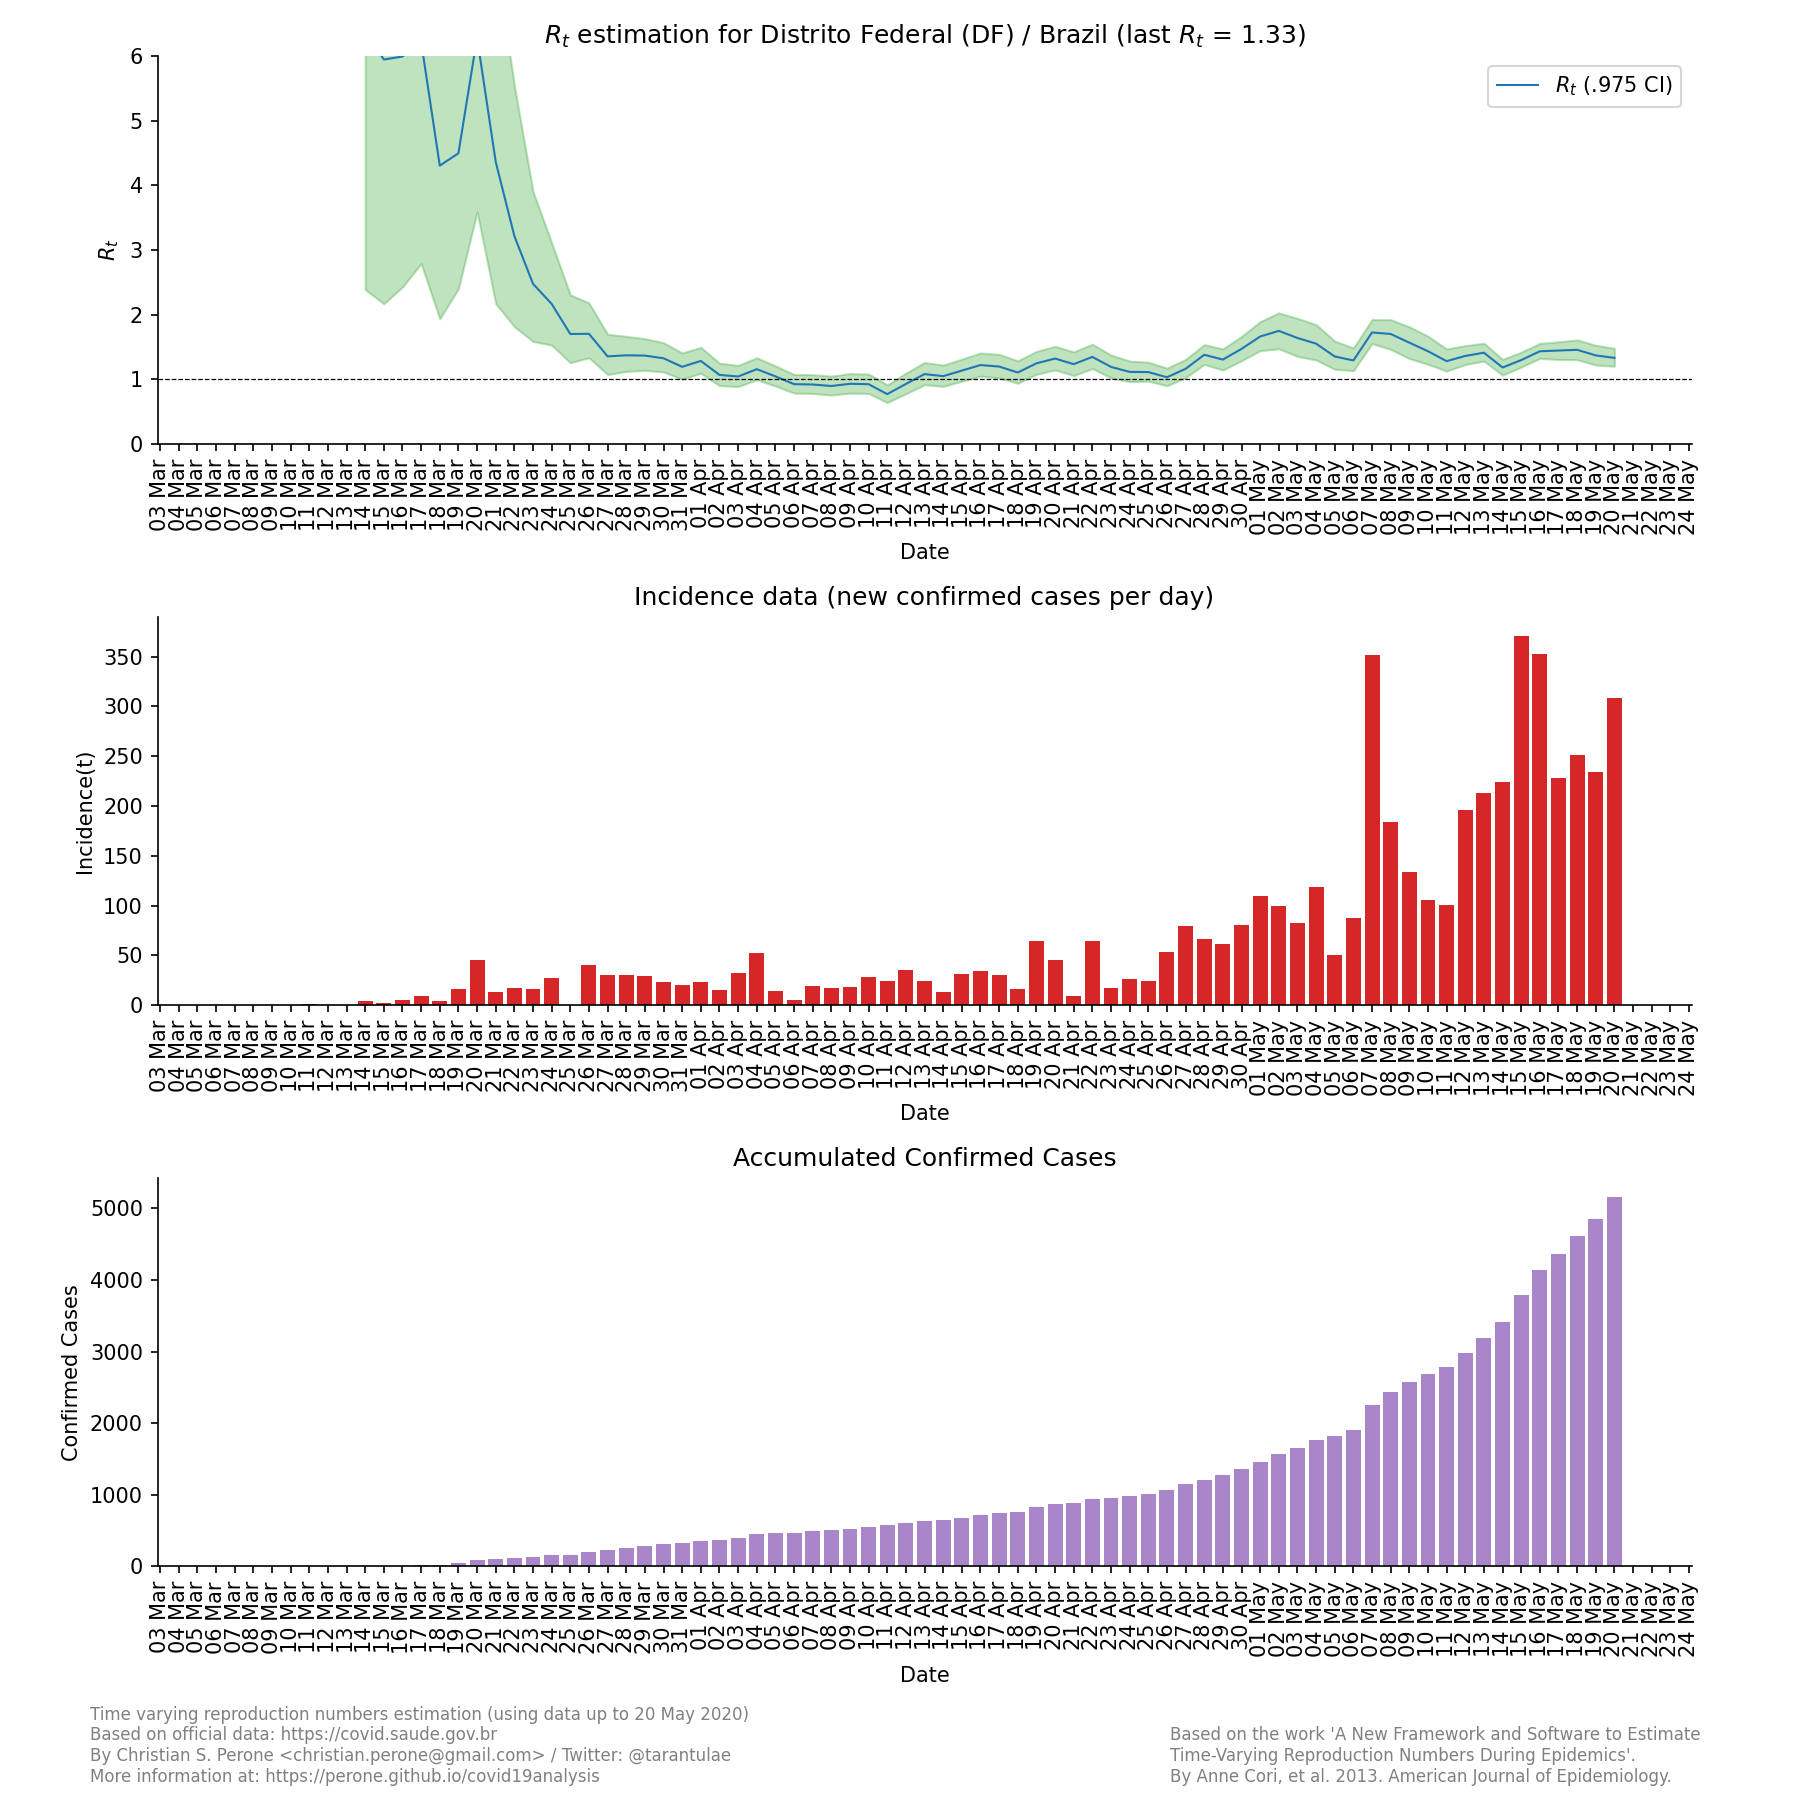 Rt estimation for Distrito Federal (DF) / Brazil (last Rt = 1.33)
6
5
4
3
2
1
0
Rt
Rt (.975 CI)
03 Mar
04 Mar
05 Mar
06 Mar
07 Mar
08 Mar
09 Mar
10 Mar
11 Mar
12 Mar
13 Mar
14 Mar
15 Mar
16 Mar
17 Mar
18 Mar
19 Mar
20 Mar
21 Mar
22 Mar
23 Mar
24 Mar
25 Mar
26 Mar
27 Mar
28 Mar
29 Mar
30 Mar
31 Mar
01 Apr
02 Apr
03 Apr
04 Apr
05 Apr
06 Apr
07 Apr
08 Apr
09 Apr
10 Apr
11 Apr
12 Apr
13 Apr
14 Apr
15 Apr
16 Apr
17 Apr
18 Apr
19 Apr
20 Apr
21 Apr
22 Apr
23 Apr
24 Apr
25 Apr
26 Apr
27 Apr
28 Apr
29 Apr
30 Apr
01 May
02 May
03 May
04 May
05 May
06 May
07 May
08 May
09 May
10 May
11 May
12 May
13 May
14 May
15 May
16 May
17 May
18 May
19 May
20 May
21 May
22 May
23 May
24 May
Date
Incidence data (new confirmed cases per day)
350
300
250
200
150
100
50
0
Incidence(t)
03 Mar
04 Mar
05 Mar
06 Mar
07 Mar
08 Mar
09 Mar
10 Mar
11 Mar
12 Mar
13 Mar
14 Mar
15 Mar
16 Mar
17 Mar
18 Mar
19 Mar
20 Mar
21 Mar
22 Mar
23 Mar
24 Mar
25 Mar
26 Mar
27 Mar
28 Mar
29 Mar
30 Mar
31 Mar
01 Apr
02 Apr
03 Apr
04 Apr
05 Apr
06 Apr
07 Apr
08 Apr
09 Apr
10 Apr
11 Apr
12 Apr
13 Apr
14 Apr
15 Apr
16 Apr
17 Apr
18 Apr
19 Apr
20 Apr
21 Apr
22 Apr
23 Apr
24 Apr
25 Apr
26 Apr
27 Apr
28 Apr
29 Apr
30 Apr
01 May
02 May
03 May
04 May
05 May
06 May
07 May
08 May
09 May
10 May
11 May
12 May
13 May
14 May
15 May
16 May
17 May
18 May
19 May
20 May
21 May
22 May
23 May
24 May
Date
Accumulated Confirmed Cases
5000
4000
3000
2000
1000
0
Confirmed Cases
03 Mar
04 Mar
05 Mar
06 Mar
07 Mar
08 Mar
09 Mar
10 Mar
11 Mar
12 Mar
13 Mar
14 Mar
15 Mar
16 Mar
17 Mar
18 Mar
19 Mar
20 Mar
21 Mar
22 Mar
23 Mar
24 Mar
25 Mar
26 Mar
27 Mar
28 Mar
29 Mar
30 Mar
31 Mar
01 Apr
02 Apr
03 Apr
04 Apr
05 Apr
06 Apr
07 Apr
08 Apr
09 Apr
10 Apr
11 Apr
12 Apr
13 Apr
14 Apr
15 Apr
16 Apr
17 Apr
18 Apr
19 Apr
20 Apr
21 Apr
22 Apr
23 Apr
24 Apr
25 Apr
26 Apr
27 Apr
28 Apr
29 Apr
30 Apr
01 May
02 May
03 May
04 May
05 May
06 May
07 May
08 May
09 May
10 May
11 May
12 May
13 May
14 May
15 May
16 May
17 May
18 May
19 May
20 May
21 May
22 May
23 May
24 May
Date
Time varying reproduction numbers estimation (using data up to 20 May 2020)
Based on official data: https://covid.saude.gov.br
By Christian S. Perone <christian.perone@gmail.com> / Twitter: @tarantulae
More information at: https://perone.github.io/covid19analysis
Based on the work 'A New Framework and Software to Estimate
Time-Varying Reproduction Numbers During Epidemics'.
By Anne Cori, et al. 2013. American Journal of Epidemiology.